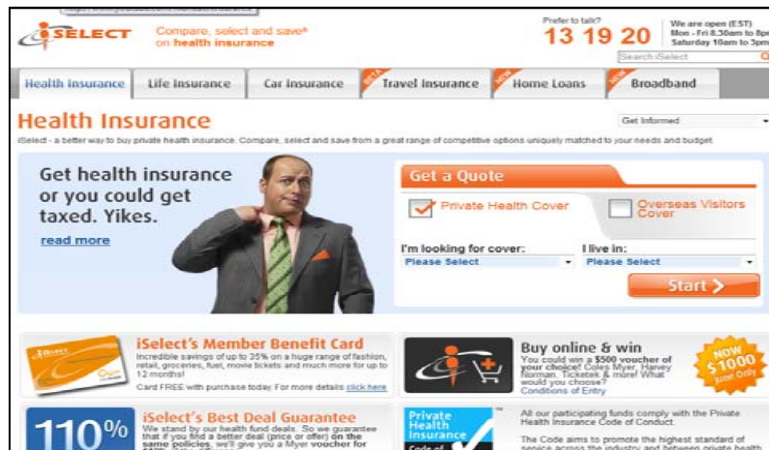 iSELECT
Compare, select and save*
on health insurance
Prefer to talk?
13 19 20
We are open (EST)
Mon - Fri 8.30am to 8pm
Saturday 10am to 3pm
Search iSelect
Health Insurance
Life Insurance
Car Insurance
BETA
Travel Insurance
NEW
Home Loans
NEW
Broadband
Health Insurance
Get Informed
iSelect - a better way to buy private health insurance. Compare, select and save from a great range of competitive options uniquely matched to your needs and budget.
Get health insurance
or you could get
taxed. Yikes.
read more
Get a Quote
Private Health Cover
Overseas Visitors
Cover
I'm looking for cover:
I live in:
Please Select
Please Select
Start
iSelect's Member Benefit Card
Incredible savings of up to 35% on a huge range of fashion,
retail, groceries, fuel, movie tickets and much more for up to
12 months!
Card FREE with purchase today. For more details click here
Buy online & win
You could win a $500 voucher of
your choice! Coles Myer, Harvey
Norman, Ticketek & more! What
would you choose?
Conditions of Entry
NOW
$1000
June Only
110%
iSelect's Best Deal Guarantee
We stand by our health fund deals. So we guarantee
that if you find a better deal (price or offer) on the
same policies, we'll give you a Myer voucher for
Private
Health
Insurance
Code of
All our participating funds comply with the Private
Health Insurance Code of Conduct.
The Code aims to promote the highest standard of
service across the industry and between private health